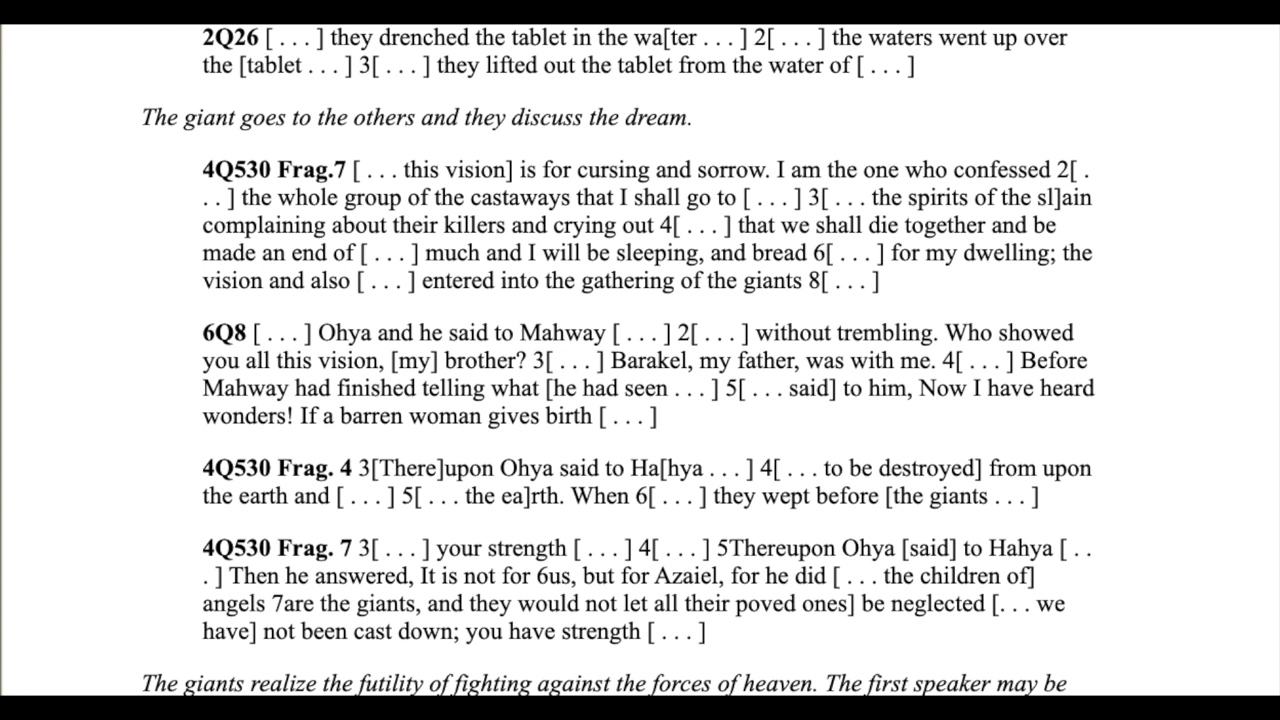 2Q26 [ . . . ] they drenched the tablet in the wa[ter . . . ] 2[ . . . ] the waters went up over
the [tablet . . . ] 3[ . . . ] they lifted out the tablet from the water of [ . . . ]
The giant goes to the others and they discuss the dream.
4Q530 Frag.7 [ . . . this vision] is for cursing and sorrow. I am the one who confessed 2[ .
. . ] the whole group of the castaways that I shall go to [ . . . ] 3[ . . . the spirits of the sl]ain
complaining about their killers and crying out 4[ . . . ] that we shall die together and be
made an end of [ . . . ] much and I will be sleeping, and bread 6[ . . . ] for my dwelling; the
vision and also [ . . . ] entered into the gathering of the giants 8[ . . . ]
6Q8 [ . . . ] Ohya and he said to Mahway [ . . . ] 2[ . . . ] without trembling. Who showed
you all this vision, [my] brother? 3[ . . . ] Barakel, my father, was with me. 4[ . . . ] Before
Mahway had finished telling what [he had seen . . . ] 5[ . . . said] to him, Now I have heard
wonders! If a barren woman gives birth [ . . . ]
4Q530 Frag. 4 3[There]upon Ohya said to Ha[hya . . . ] 4[ . . . to be destroyed] from upon
the earth and [ . . . ] 5[ . . . the ea]rth. When 6[ . . . ] they wept before [the giants . . . ]
4Q530 Frag. 7 3[ . . . ] your strength [ . . . ] 4[ . . . ] 5Thereupon Ohya [said] to Hahya [ . .
. ] Then he answered, It is not for 6us, but for Azaiel, for he did [ . . . the children of]
angels 7are the giants, and they would not let all their poved ones] be neglected [. . . we
have] not been cast down; you have strength [ . . . ]
The giants realize the futility of fighting against the forces of heaven. The first speaker may be